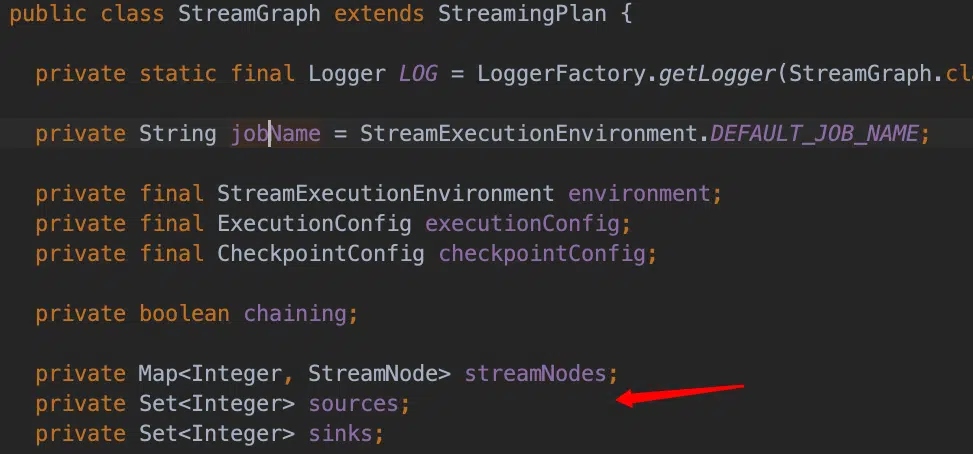 public class StreamGraph extends StreamingPlan {
private static final Logger LOG = LoggerFactory.getLogger(StreamGraph.cla
private String jobName = StreamExecutionEnvironment.DEFAULT_JOB_NAME;
private final StreamExecutionEnvironment environment;
private final ExecutionConfig executionConfig;
private final CheckpointConfig checkpointConfig;
private boolean chaining;
private Map<Integer, StreamNode> streamNodes;
private Set<Integer> sources;
private Set<Integer> sinks;